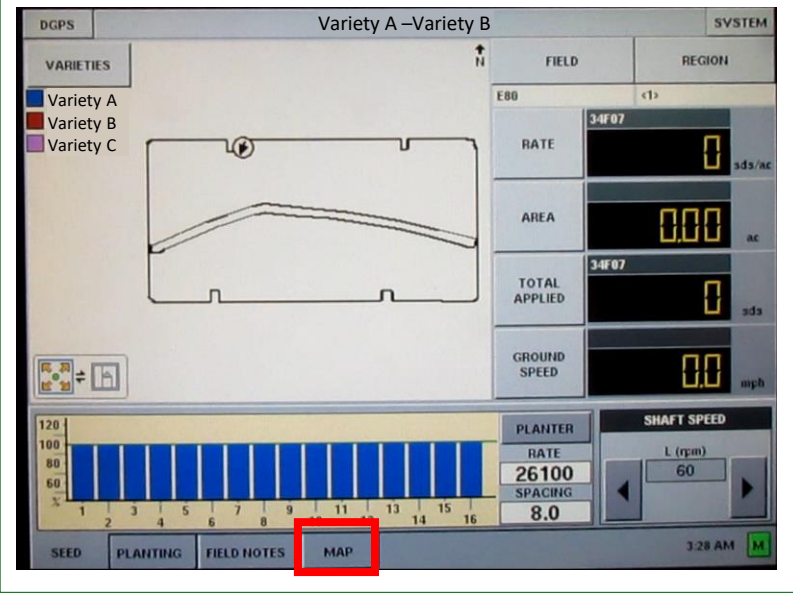 DGPS
Variety A –Variety B
SYSTEM
VARIETIES
N
FIELD
REGION
Variety A
Variety B
Variety C
E80
<1>
RATE
34F07
0
sds/ac
AREA
0.00
ac
TOTAL APPLIED
34F07
0
sds
GROUND SPEED
0.0
mph
120
100
80
60
%
1 3 5 7 9 11 13 15
2 4 6 8 10 12 14 16
PLANTER
RATE
26100
SPACING
8.0
SHAFT SPEED
L (rpm)
60
SEED
PLANTING
FIELD NOTES
MAP
3:28 AM
M